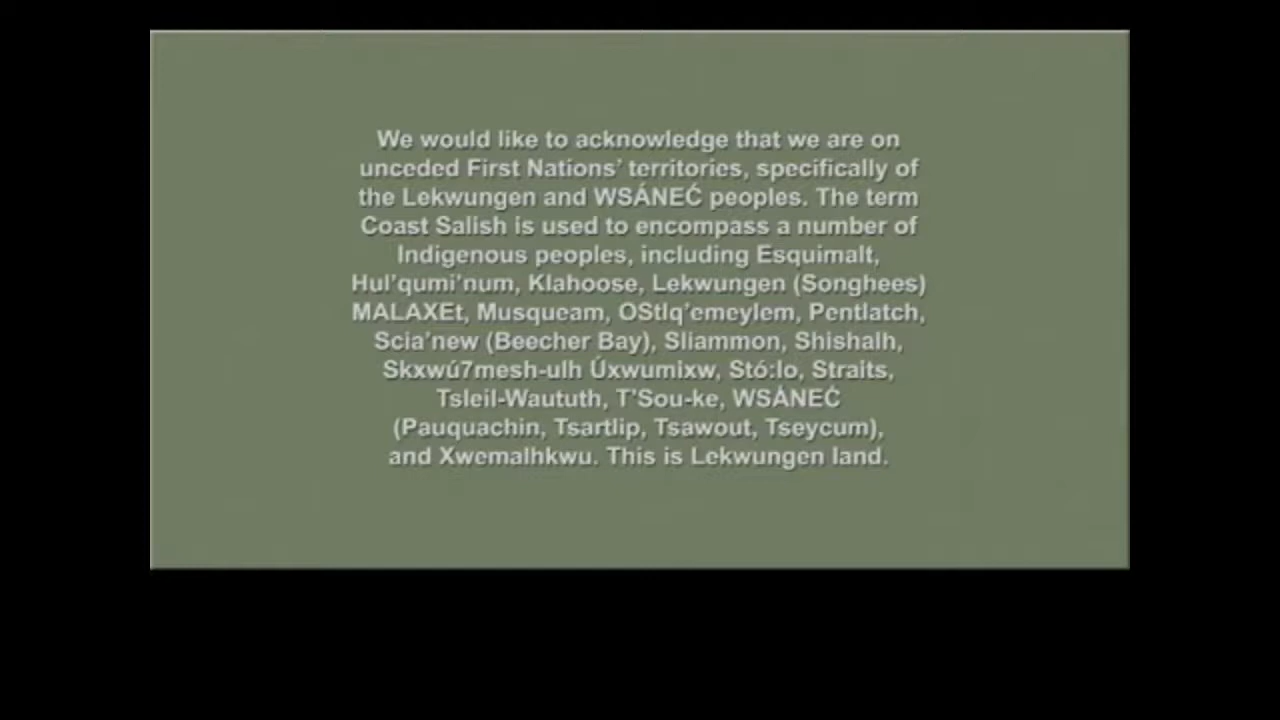 We would like to acknowledge that we are on
unceded First Nations’ territories, specifically of
the Lekwungen and WSÁNEĆ peoples. The term
Coast Salish is used to encompass a number of
Indigenous peoples, including Esquimalt,
Hul’qumi’num, Klahoose, Lekwungen (Songhees)
MALAXEt, Musqueam, OStlq’emeylem, Pentlatch,
Scia’new (Beecher Bay), Sliammon, Shishalh,
Skxwú7mesh-ulh Úxwumixw, Stó:lo, Straits,
Tsleil-Waututh, T’Sou-ke, WSÁNEĆ
(Pauquachin, Tsartlip, Tsawout, Tseycum),
and Xwemalhkwu. This is Lekwungen land.